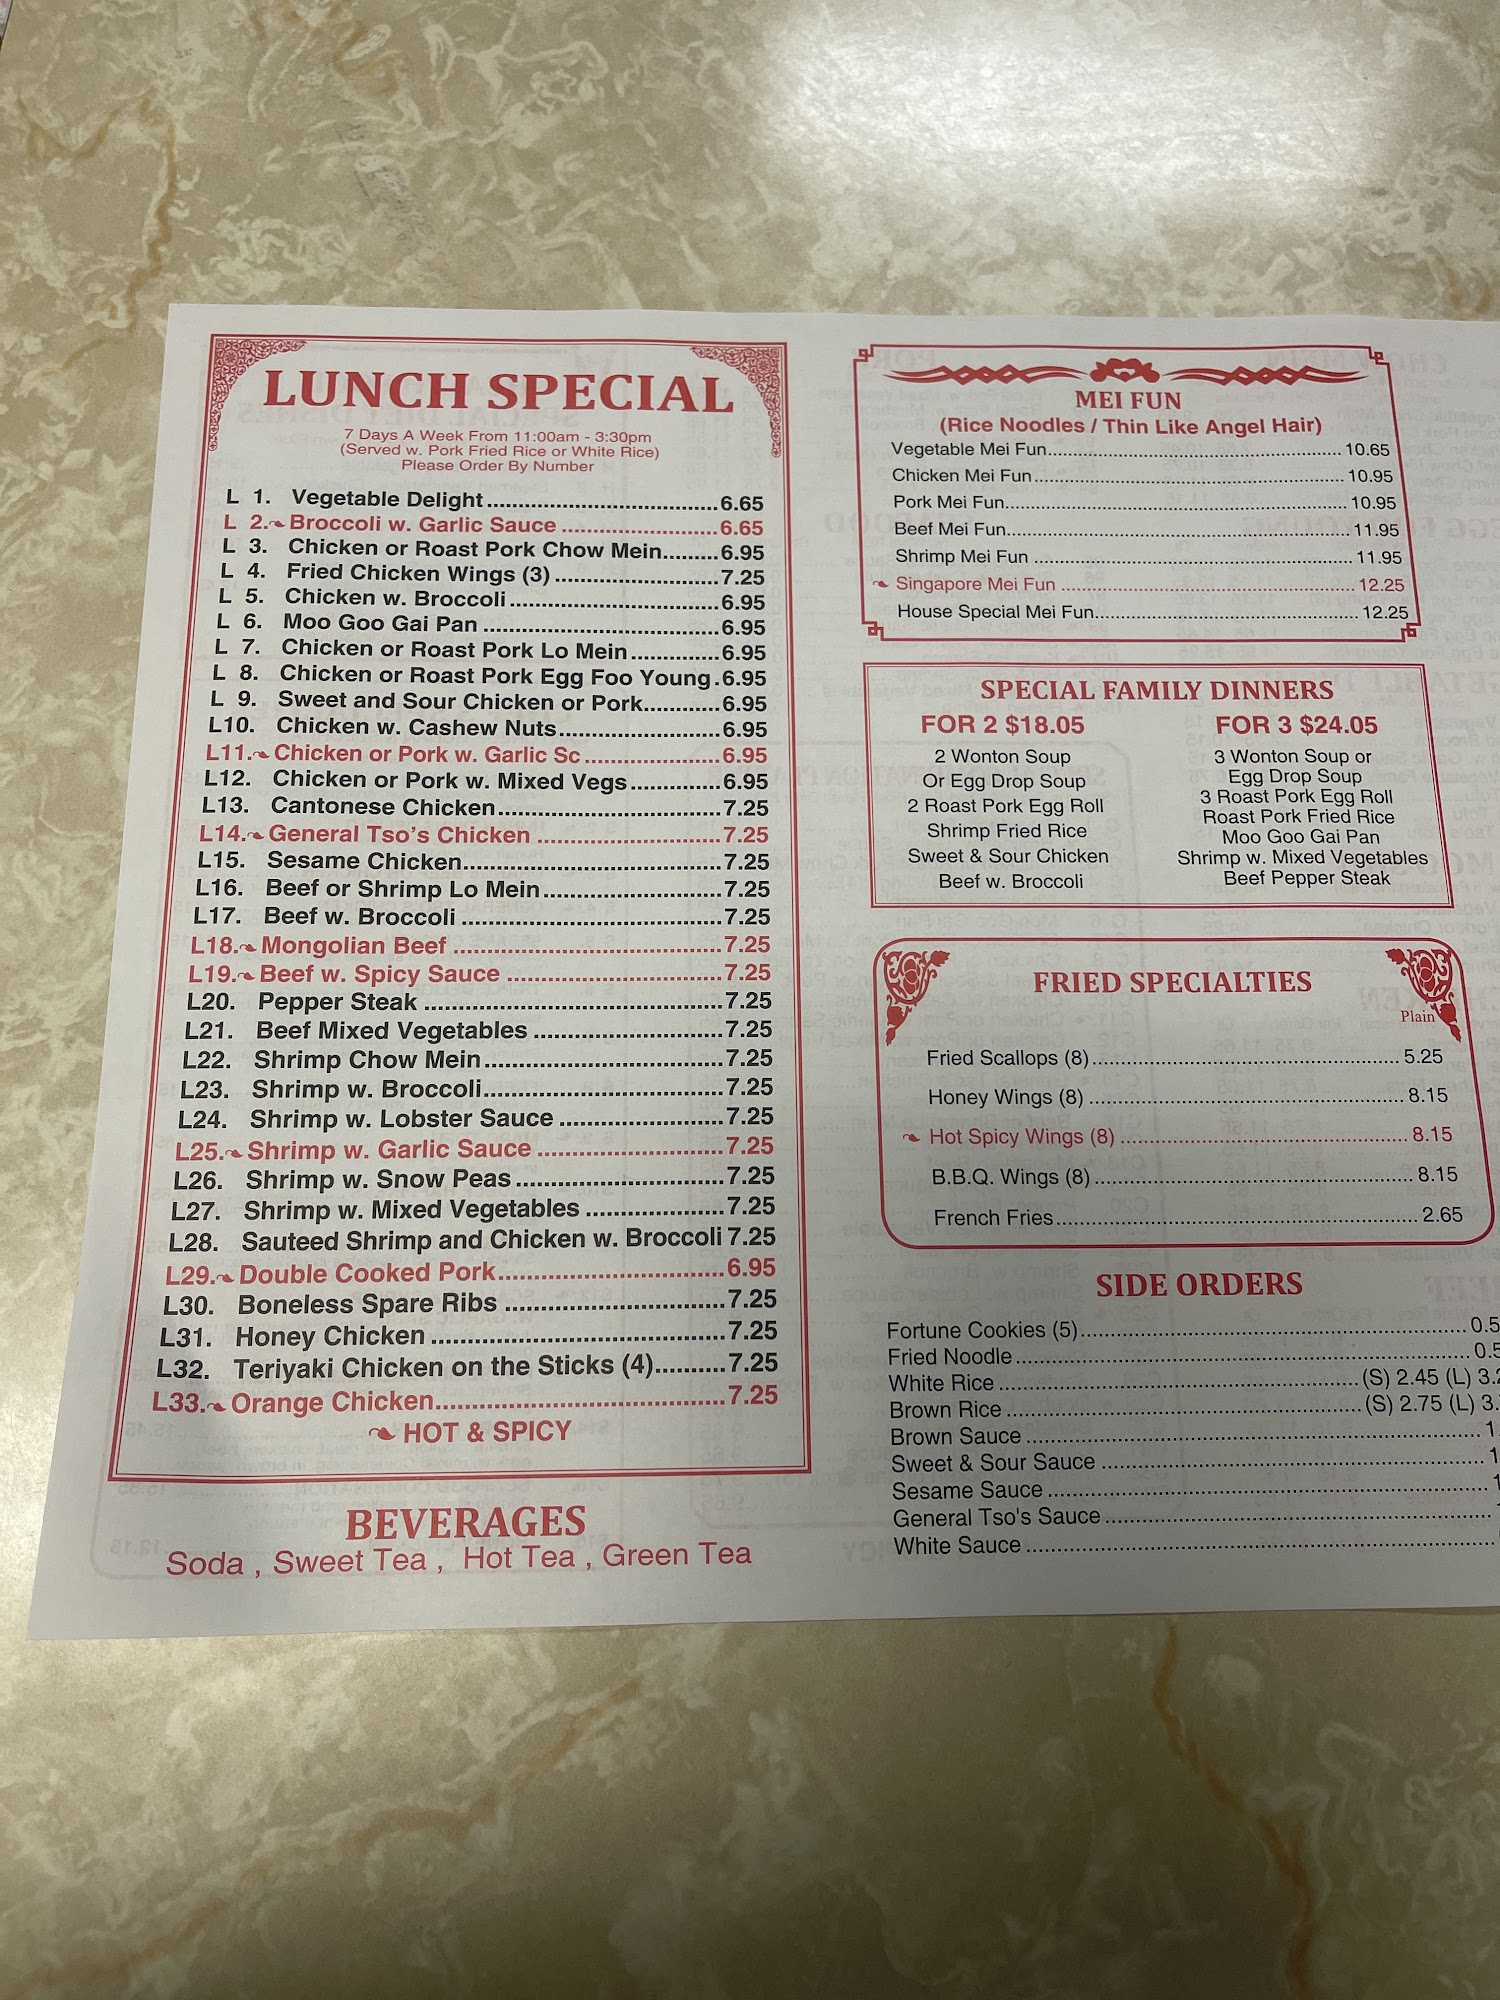 LUNCH SPECIAL
7 Days A Week From 11:00am - 3:30pm
(Served w. Pork Fried Rice or White Rice)
Please Order By Number
L 1. Vegetable Delight 6.65
L 2. Broccoli w. Garlic Sauce 6.65
L 3. Chicken or Roast Pork Chow Mein 6.95
L 4. Fried Chicken Wings (3) 7.25
L 5. Chicken w. Broccoli 6.95
L 6. Moo Goo Gai Pan 6.95
L 7. Chicken or Roast Pork Lo Mein 6.95
L 8. Chicken or Roast Pork Egg Foo Young 6.95
L 9. Sweet and Sour Chicken or Pork 6.95
L10. Chicken w. Cashew Nuts 6.95
L11. Chicken or Pork w. Garlic Sc 6.95
L12. Chicken or Pork w. Mixed Vegs 6.95
L13. Cantonese Chicken 7.25
L14. General Tso's Chicken 7.25
L15. Sesame Chicken 7.25
L16. Beef or Shrimp Lo Mein 7.25
L17. Beef w. Broccoli 7.25
L18. Mongolian Beef 7.25
L19. Beef w. Spicy Sauce 7.25
L20. Pepper Steak 7.25
L21. Beef Mixed Vegetables 7.25
L22. Shrimp Chow Mein 7.25
L23. Shrimp w. Broccoli 7.25
L24. Shrimp w. Lobster Sauce 7.25
L25. Shrimp w. Garlic Sauce 7.25
L26. Shrimp w. Snow Peas 7.25
L27. Shrimp w. Mixed Vegetables 7.25
L28. Sauteed Shrimp and Chicken w. Broccoli 7.25
L29. Double Cooked Pork 6.95
L30. Boneless Spare Ribs 7.25
L31. Honey Chicken 7.25
L32. Teriyaki Chicken on the Sticks (4) 7.25
L33. Orange Chicken 7.25
HOT & SPICY
BEVERAGES
Soda , Sweet Tea , Hot Tea , Green Tea
MEI FUN
(Rice Noodles / Thin Like Angel Hair)
Vegetable Mei Fun 10.65
Chicken Mei Fun 10.95
Pork Mei Fun 10.95
Beef Mei Fun 11.95
Shrimp Mei Fun 11.95
Singapore Mei Fun 12.25
House Special Mei Fun 12.25
SPECIAL FAMILY DINNERS
FOR 2 $18.05
2 Wonton Soup
Or Egg Drop Soup
2 Roast Pork Egg Roll
Shrimp Fried Rice
Sweet & Sour Chicken
Beef w. Broccoli
FOR 3 $24.05
3 Wonton Soup or
Egg Drop Soup
3 Roast Pork Egg Roll
Roast Pork Fried Rice
Moo Goo Gai Pan
Shrimp w. Mixed Vegetables
Beef Pepper Steak
FRIED SPECIALTIES
Plain
Fried Scallops (8) 5.25
Honey Wings (8) 8.15
Hot Spicy Wings (8) 8.15
B.B.Q. Wings (8) 8.15
French Fries 2.65
SIDE ORDERS
Fortune Cookies (5)
Fried Noodle
White Rice (S) 2.45 (L)
Brown Rice (S) 2.75 (L)
Brown Sauce
Sweet & Sour Sauce
Sesame Sauce
General Tso's Sauce
White Sauce